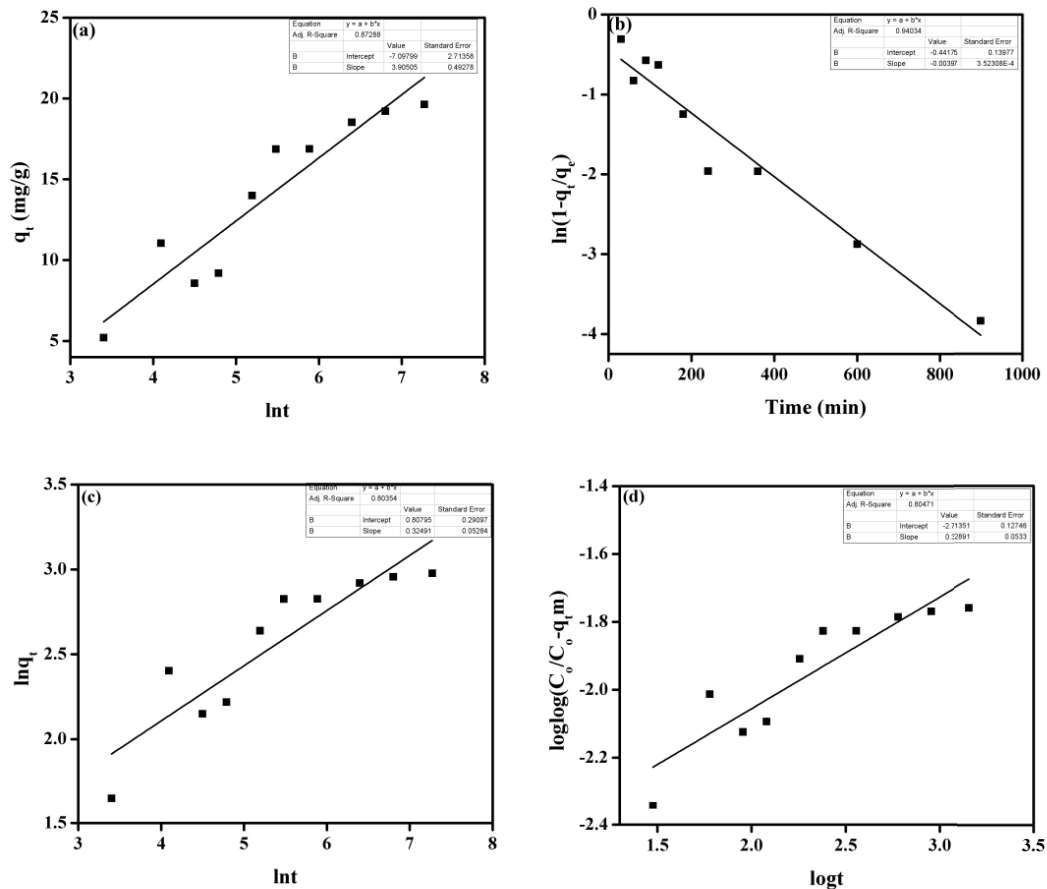 (a)
Equation y = a + b*x
Adj. R-Square 0.87288
Value Standard Error
B Intercept -7.09799 2.71358
B Slope 3.90505 0.49278
25
20
15
10
5
3 4 5 6 7 8
qt (mg/g)
lnt
(b)
Equation y = a + b*x
Adj. R-Square 0.94034
Value Standard Error
B Intercept -0.44175 0.13977
B Slope -0.00397 3.52308E-4
0
-1
-2
-3
-4
0 200 400 600 800 1000
ln(1-qt/qe)
Time (min)
(c)
Equation y = a + b*x
Adj. R-Square 0.80354
Value Standard Error
B Intercept 0.80795 0.29097
B Slope 0.32491 0.05284
3.5
3.0
2.5
2.0
1.5
3 4 5 6 7 8
lnqt
lnt
(d)
Equation y = a + b*x
Adj. R-Square 0.80471
Value Standard Error
B Intercept -2.71351 0.12746
B Slope 0.32891 0.0533
-1.4
-1.6
-1.8
-2.0
-2.2
-2.4
1.5 2.0 2.5 3.0 3.5
loglog(Co/Co-qtm)
logt